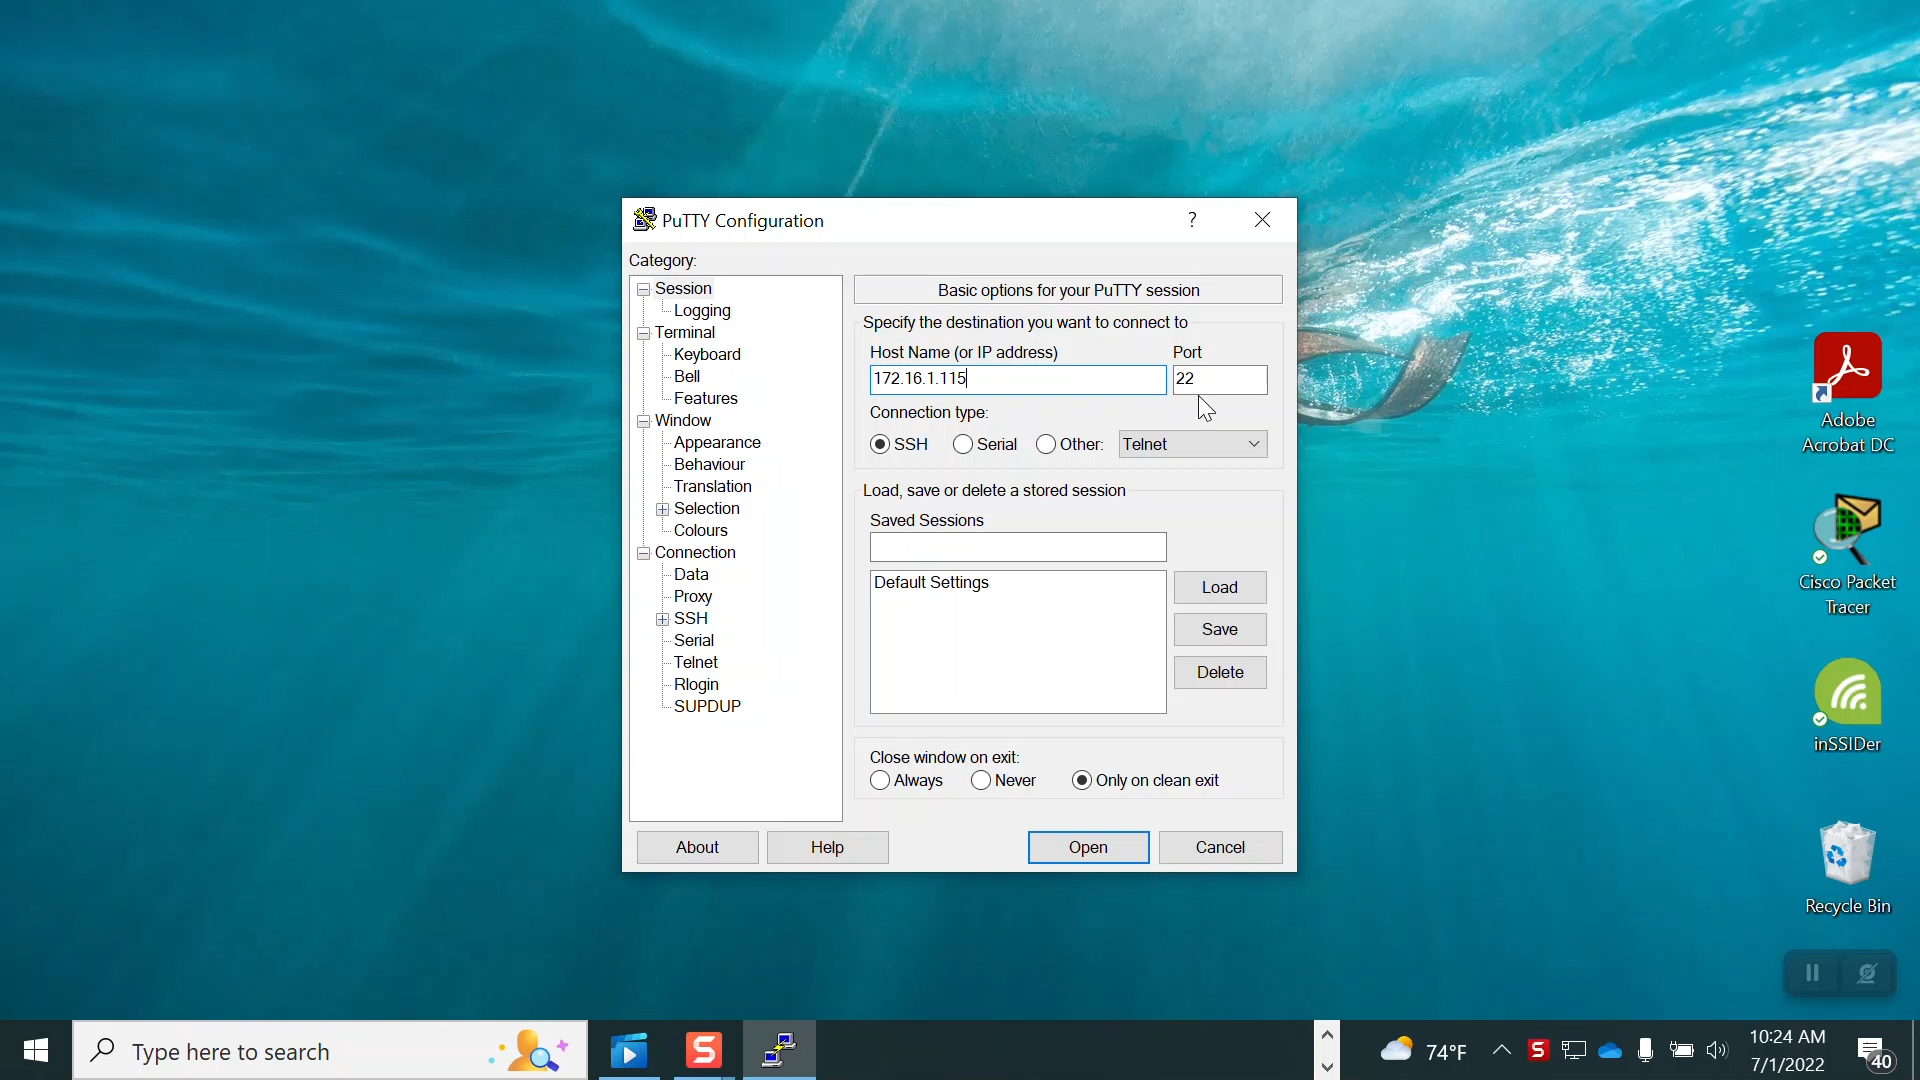 PuTTY Configuration
?
Category:
Session
Logging
Terminal
Keyboard
Bell
Features
Window
Appearance
Behaviour
Translation
Selection
Colours
Connection
Data
Proxy
SSH
Serial
Telnet
Rlogin
SUPDUP
Basic options for your PuTTY session
Specify the destination you want to connect to
Host Name (or IP address) Port
172.16.1.115 22
Connection type:
SSH Serial Other: Telnet
Load, save or delete a stored session
Saved Sessions
Default Settings
Load
Save
Delete
Close window on exit:
Always Never Only on clean exit
About Help Open Cancel
Adobe
Acrobat DC
Cisco Packet
Tracer
inSSIDer
Recycle Bin
Type here to search
S
74°F
S
10:24 AM
7/1/2022
40